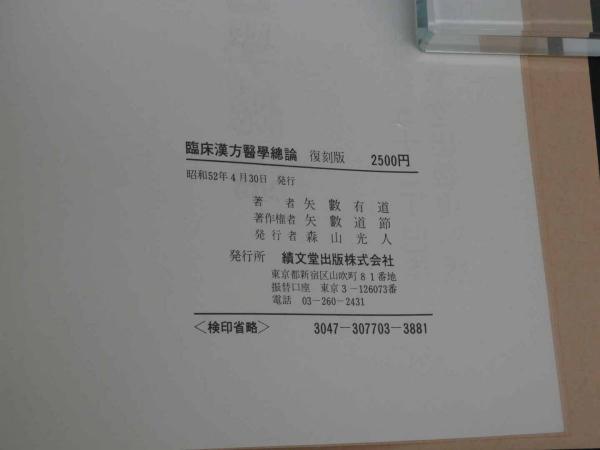 臨床漢方醫學總論 復刻版 2500円
昭和52年4月30日 発行
著者 矢數有道
著作権者 矢數道節
発行者 森山光人
発行所 績文堂出版株式会社
東京都新宿区山吹町81番地
振替口座 東京3-126073番
電話 03-260-2431
〈検印省略〉 3047-307703-3881